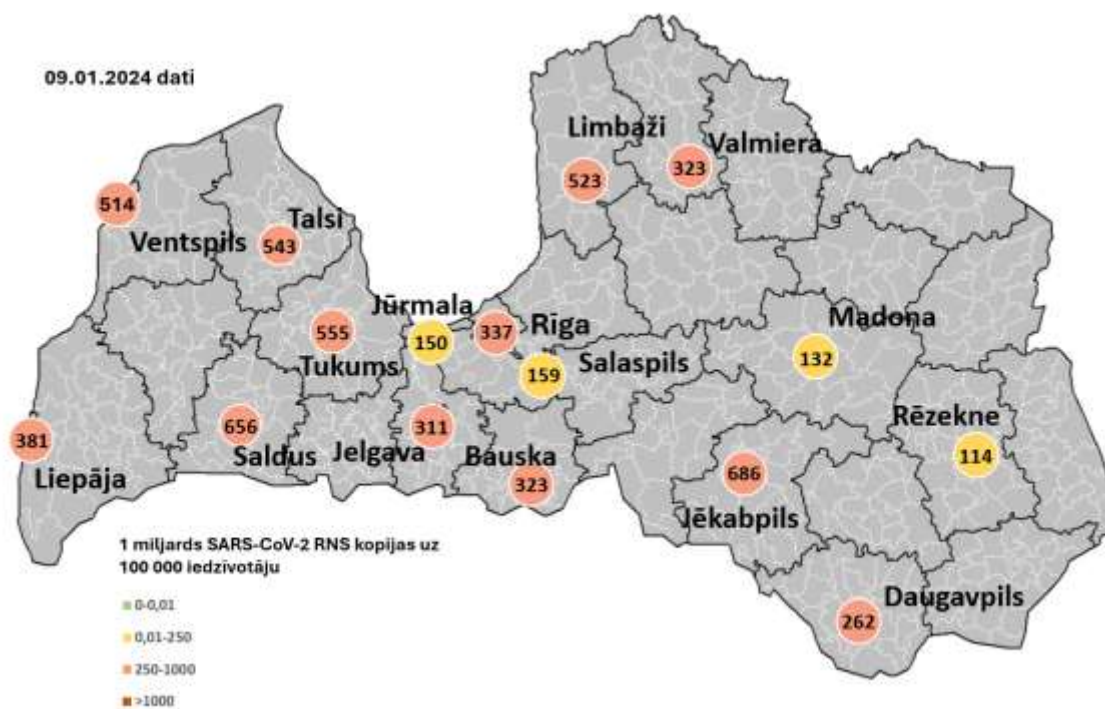 09.01.2024 dati
Limbaži
Valmiera
323
523
514
Talsi
Ventspils
543
Jūrmala
337
Rīga
Madona
555
150
Tukums
159
Salaspils
132
Rēzekne
381
656
311
Liepāja
Saldus
Jelgava
Bauska
323
686
114
Jēkabpils
1 miljards SARS-CoV-2 RNS kopijas uz
100 000 iedzīvotāju
0-0,01
0,01-250
250-1000
>1000
Daugavpils
262